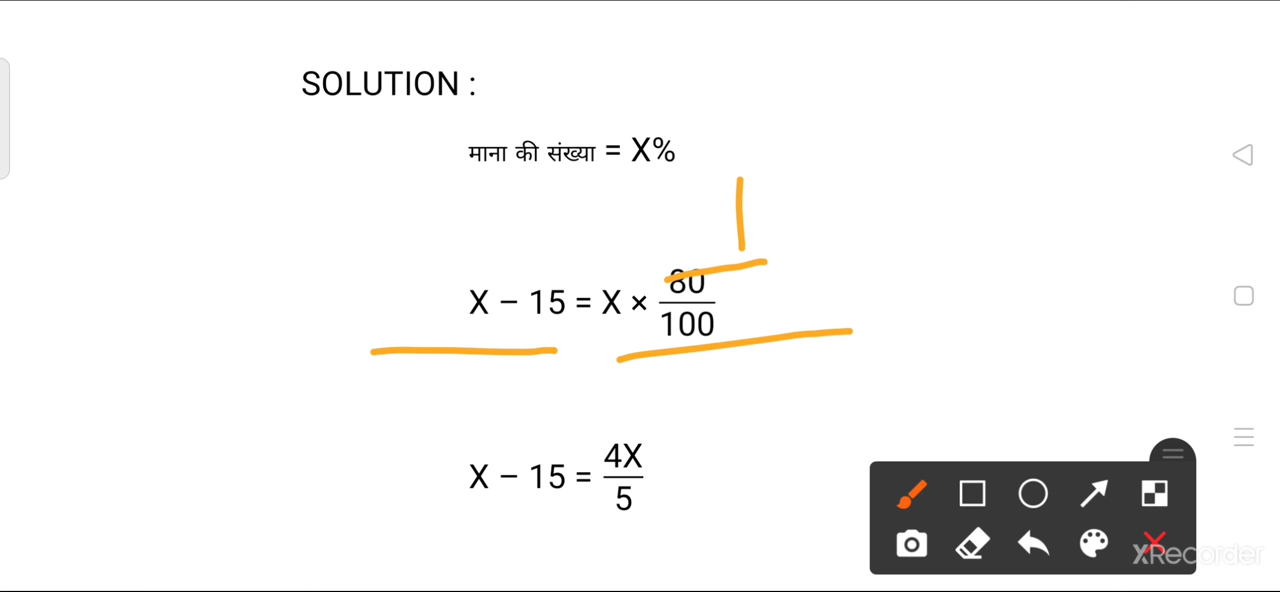 SOLUTION :
माना की संख्या = X%
X – 15 = X × 80/100
X – 15 = 4X/5
XRecorder